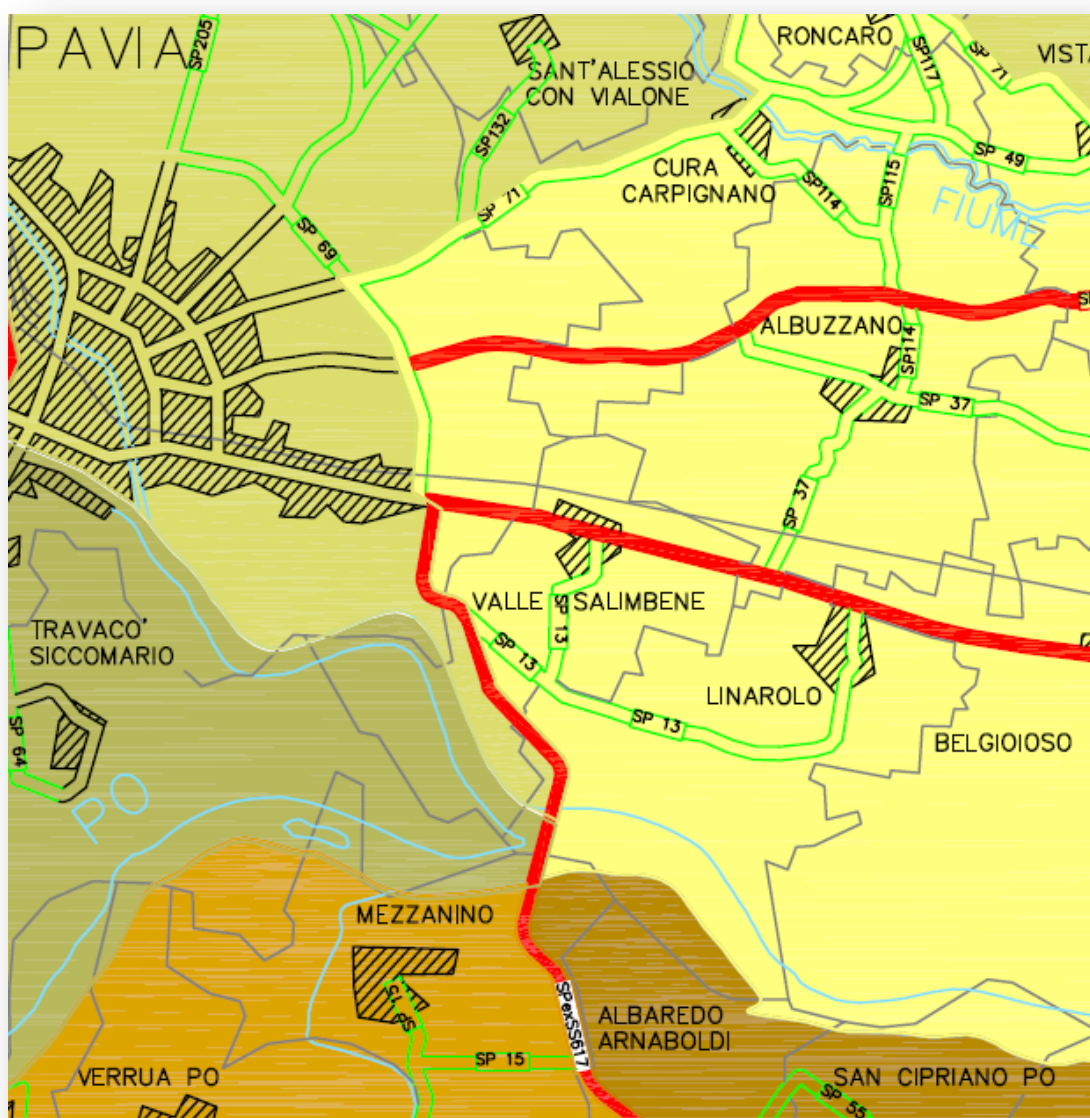 PAVIA
SP205
RONCARO
SP117
SP 71
VISTA
SANT'ALESSIO
CON VIALONE
SP132
SP 49
CURA
CARPIGNANO
SP115
SP114
SP 71
FIUME
SP 69
ALBUZZANO
SP114
SP 37
SP 37
VALLE SALIMBENE
SP 13
TRAVACO'
SICCOMARIO
SP 13
LINAROLO
SP 13
SP 64
BELGIOIOSO
PO
MEZZANINO
SP 15
SPexSS617
ALBAREDO
ARNABOLDI
SP 15
VERRUA PO
SAN CIPRIANO PO
SP 55